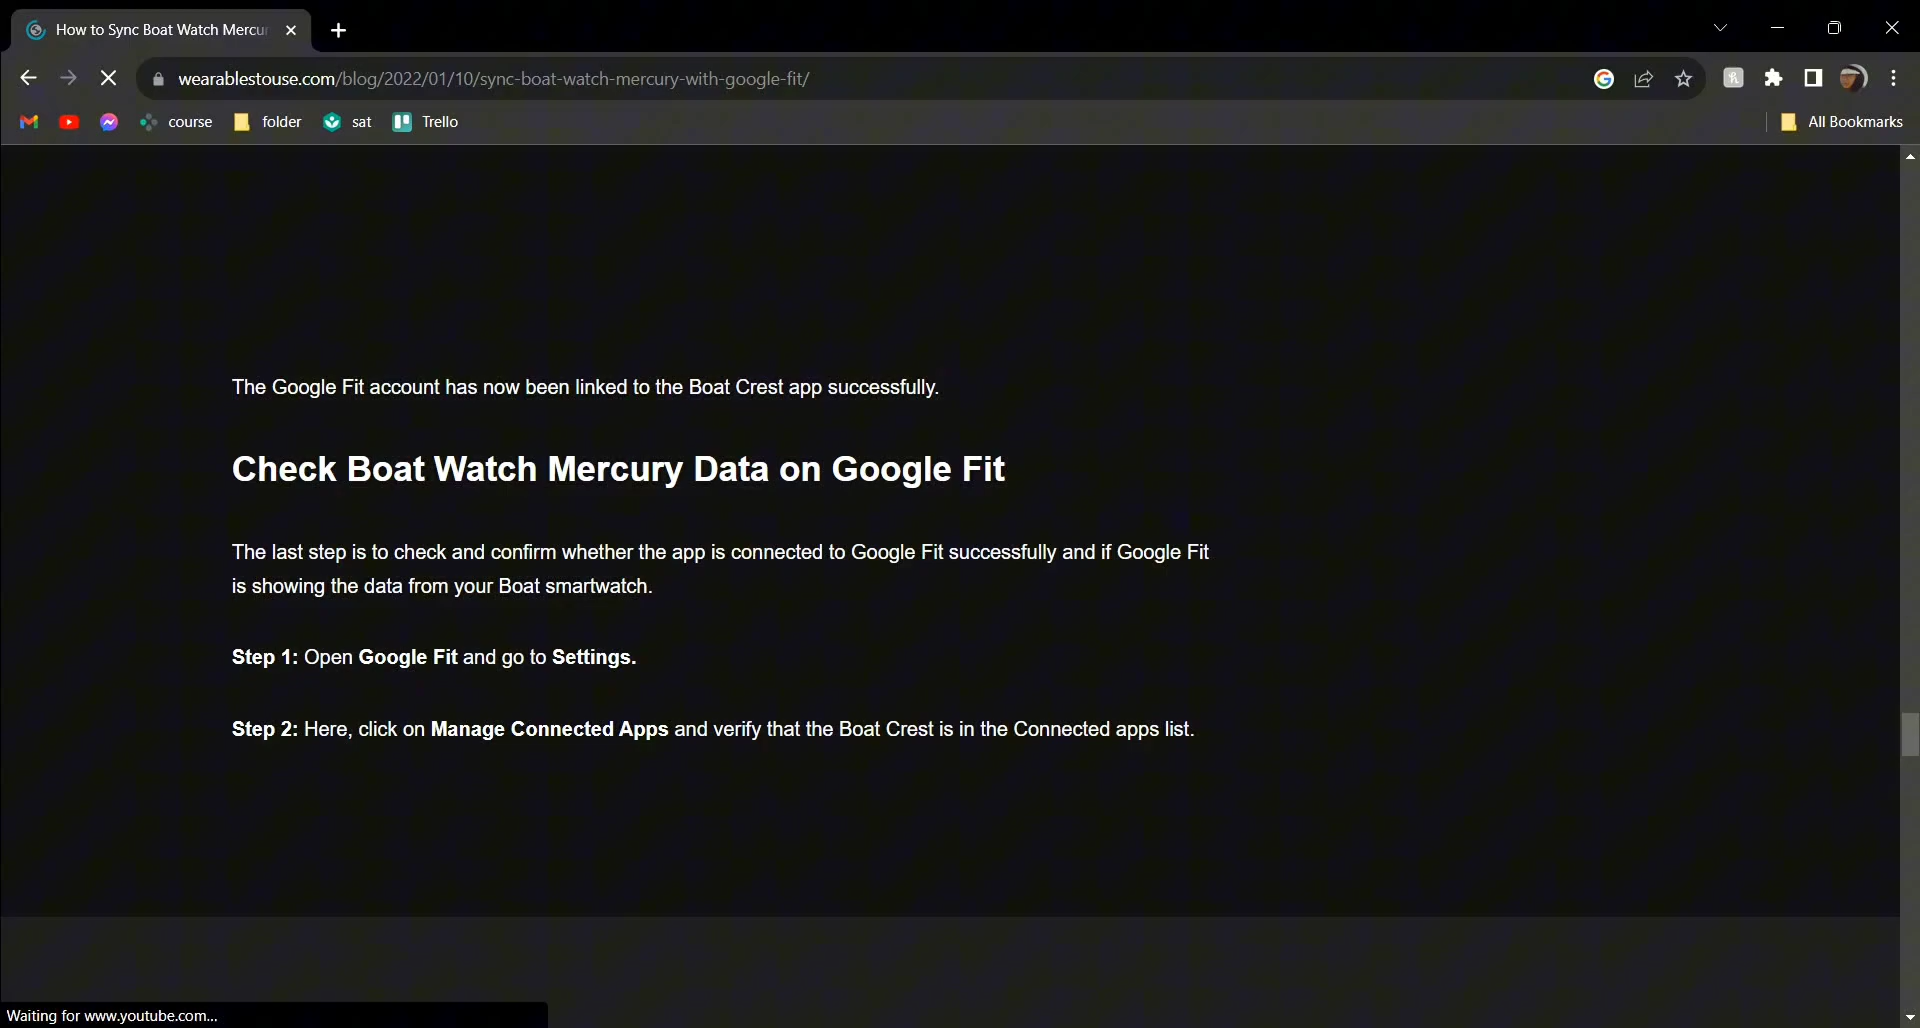 How to Sync Boat Watch Mercur
wearablestouse.com/blog/2022/01/10/sync-boat-watch-mercury-with-google-fit/
course folder sat Trello All Bookmarks
The Google Fit account has now been linked to the Boat Crest app successfully.
Check Boat Watch Mercury Data on Google Fit
The last step is to check and confirm whether the app is connected to Google Fit successfully and if Google Fit
is showing the data from your Boat smartwatch.
Step 1: Open Google Fit and go to Settings.
Step 2: Here, click on Manage Connected Apps and verify that the Boat Crest is in the Connected apps list.
Waiting for www.youtube.com...